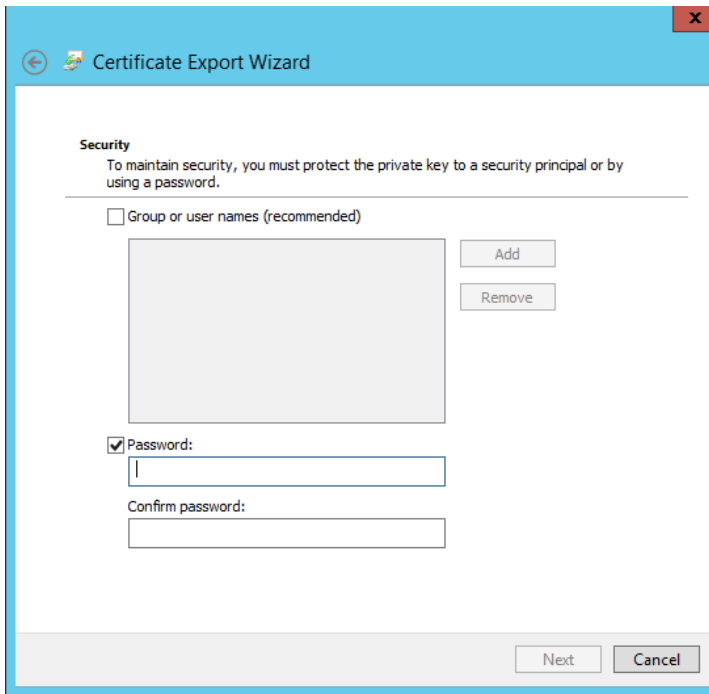 x
Certificate Export Wizard
Security
To maintain security, you must protect the private key to a security principal or by
using a password.
Group or user names (recommended)
Add
Remove
Password:
Confirm password:
Next
Cancel